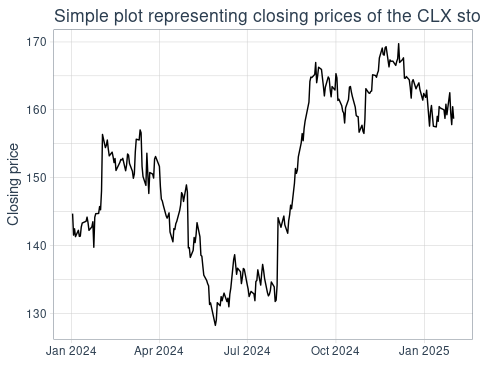 Simple plot representing closing prices of the CLX sto
170
160
150
140
130
Closing price
Jan 2024 Apr 2024 Jul 2024 Oct 2024 Jan 2025